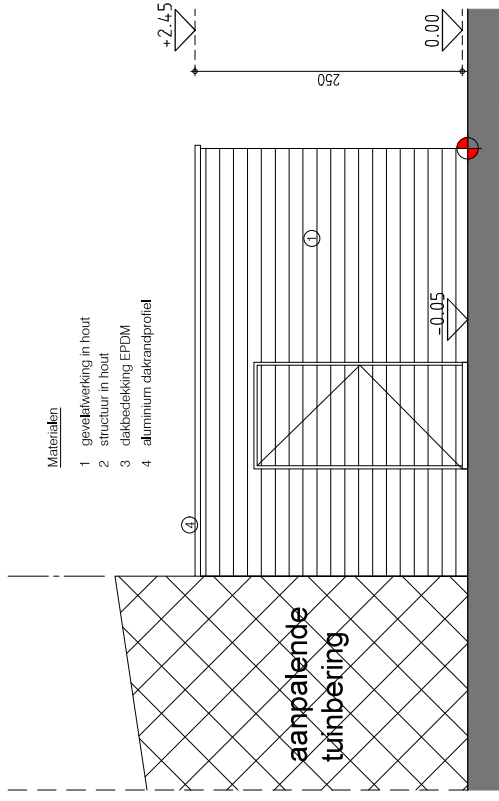 Materialen
1 gevelafwerking in hout
2 structuur in hout
3 dakbedekking EPDM
4 aluminium dakrandprofiel
+2.45
250
0.00
-0.05
1
4
aanpalende
tuinbering